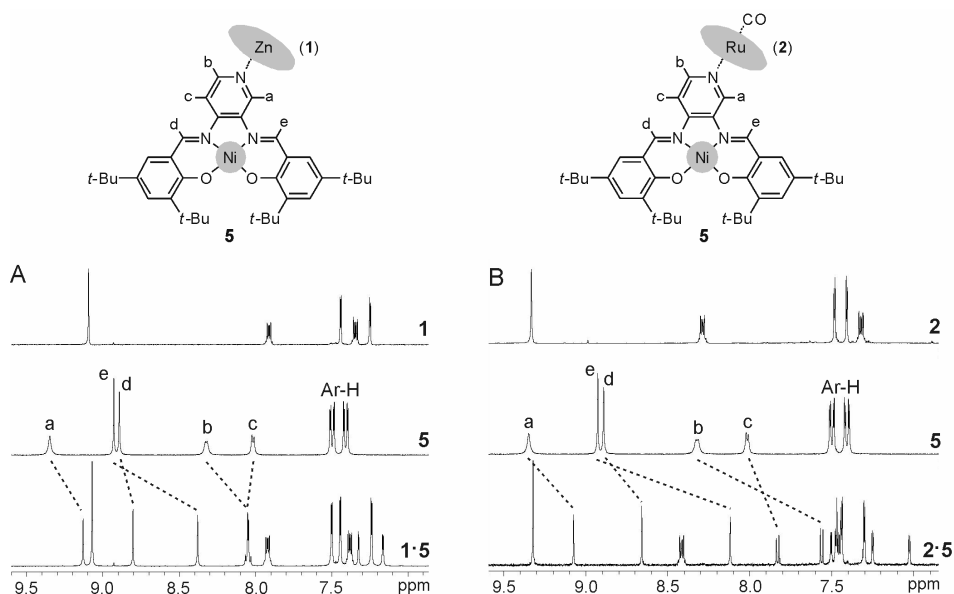 Zn (1)
b N
c a
d e
N N
Ni
O O
t-Bu t-Bu
t-Bu t-Bu
5
CO
Ru (2)
b N
c a
d e
N N
Ni
O O
t-Bu t-Bu
t-Bu t-Bu
5
A
1
a e d b c Ar-H 5
1·5
9.5 9.0 8.5 8.0 7.5 ppm
B
2
a e d b c Ar-H 5
2·5
9.5 9.0 8.5 8.0 7.5 ppm